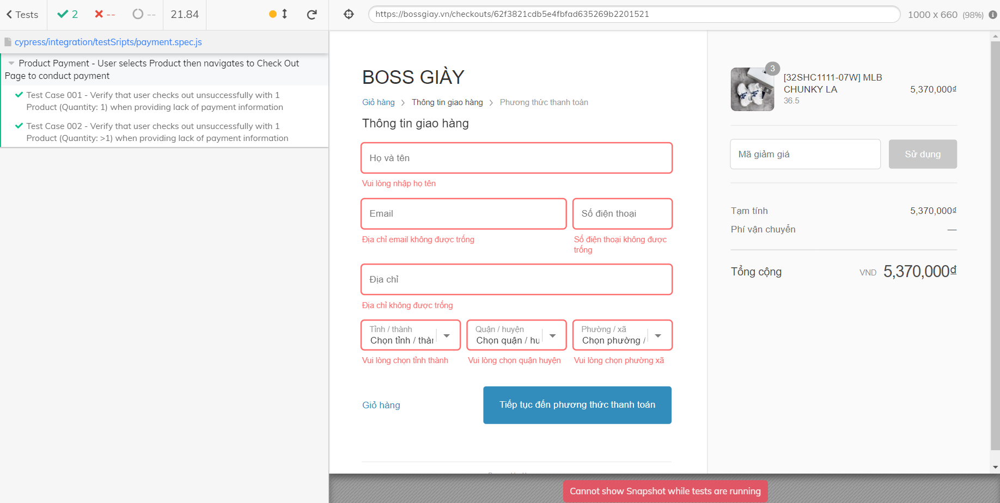 Tests
2
--
--
21.84
https://bossgiay.vn/checkouts/62f3821cdb5e4fbfad635269b2201521
1000 x 660 (98%)
cypress/integration/testSripts/payment.spec.js
Product Payment - User selects Product then navigates to Check Out
Page to conduct payment
Test Case 001 - Verify that user checks out unsuccessfully with 1
Product (Quantity: 1) when providing lack of payment information
Test Case 002 - Verify that user checks out unsuccessfully with 1
Product (Quantity: >1) when providing lack of payment information
BOSS GIÀY
Giỏ hàng
Thông tin giao hàng
Phương thức thanh toán
Thông tin giao hàng
Họ và tên
Vui lòng nhập họ tên
Email
Số điện thoại
Địa chỉ email không được trống
Số điện thoại không được
trống
Địa chỉ
Địa chỉ không được trống
Tỉnh / thành
Chọn tỉnh / thàn
Quận / huyện
Chọn quận / hu
Phường / xã
Chọn phường /
Vui lòng chọn tỉnh thành
Vui lòng chọn quận huyện
Vui lòng chọn phường xã
Giỏ hàng
Tiếp tục đến phương thức thanh toán
3
[32SHC1111-07W] MLB
CHUNKY LA
36.5
5,370,000₫
Mã giảm giá
Sử dụng
Tạm tính
5,370,000₫
Phí vận chuyển
—
Tổng cộng
VND 5,370,000₫
Cannot show Snapshot while tests are running